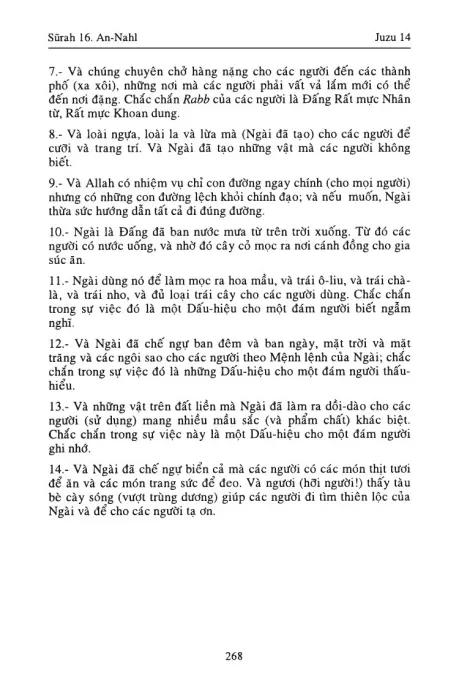 Sūrah 16. An-Nahl Juzu 14
7.- Và chúng chuyên chở hàng nặng cho các người đến các thành
phố (xa xôi), những nơi mà các người phải vất vả lắm mới có thể
đến nơi đặng. Chắc chắn Rabb của các người là Đấng Rất mực Nhân
từ, Rất mực Khoan dung.
8.- Và loài ngựa, loài la và lừa mà (Ngài đã tạo) cho các người để
cưỡi và trang trí. Và Ngài đã tạo những vật mà các người không
biết.
9.- Và Allah có nhiệm vụ chỉ con đường ngay chính (cho mọi người)
nhưng có những con đường lệch khỏi chính đạo; và nếu muốn, Ngài
thừa sức hướng dẫn tất cả đi đúng đường.
10.- Ngài là Đấng đã ban nước mưa từ trên trời xuống. Từ đó các
người có nước uống, và nhờ đó cây cỏ mọc ra nơi cánh đồng cho gia
súc ăn.
11.- Ngài dùng nó để làm mọc ra hoa mầu, và trái ô-liu, và trái chà-
là, và trái nho, và đủ loại trái cây cho các người dùng. Chắc chắn
trong sự việc đó là một Dấu-hiệu cho một đám người biết ngẫm
nghĩ.
12.- Và Ngài đã chế ngự ban đêm và ban ngày, mặt trời và mặt
trăng và các ngôi sao cho các người theo Mệnh lệnh của Ngài; chắc
chắn trong sự việc đó là những Dấu-hiệu cho một đám người thấu-
hiểu.
13.- Và những vật trên đất liền mà Ngài đã làm ra dồi-dào cho các
người (sử dụng) mang nhiều mầu sắc (và phẩm chất) khác biệt.
Chắc chắn trong sự việc này là một Dấu-hiệu cho một đám người
ghi nhớ.
14.- Và Ngài đã chế ngự biển cả mà các người có các món thịt tươi
để ăn và các món trang sức để đeo. Và ngươi (hỡi người!) thấy tàu
bè cày sóng (vượt trùng dương) giúp các người đi tìm thiên lộc của
Ngài và để cho các người tạ ơn.
268